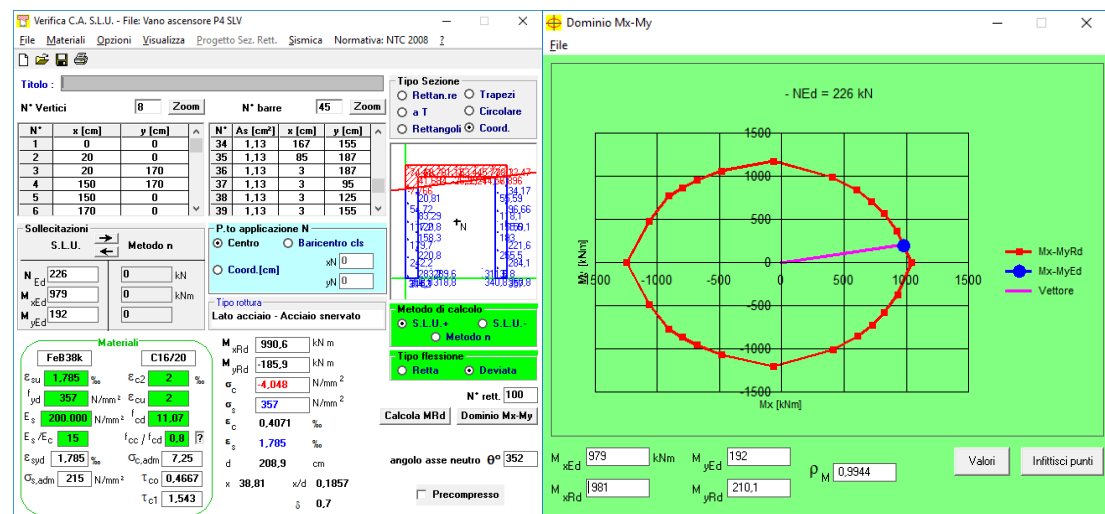 Verifica C.A. S.L.U. - File: Vano ascensore P4 SLV
File Materiali Opzioni Visualizza Progetto Sez. Rett. Sismica Normativa: NTC 2008 ?
Titolo :
N° Vertici 8 Zoom N° barre 45 Zoom
N° x [cm] y [cm]
1 0 0
2 20 0
3 20 170
4 150 170
5 150 0
6 170 0
N° As [cm²] x [cm] y [cm]
34 1,13 167 155
35 1,13 85 187
36 1,13 3 187
37 1,13 3 95
38 1,13 3 125
39 1,13 3 155
Tipo Sezione
Rettan.re Trapezi
a T Circolare
Rettangoli Coord.
N
Sollecitazioni
S.L.U. Metodo n
N Ed 226 0 kN
M xEd 979 0 kNm
M yEd 192 0
P.to applicazione N
Centro Baricentro cls
Coord.[cm]
xN 0
yN 0
Tipo rottura
Lato acciaio - Acciaio snervato
Metodo di calcolo
S.L.U.+ S.L.U.-
Metodo n
Tipo flessione
Retta Deviata
N° rett. 100
Calcola MRd Dominio Mx-My
angolo asse neutro θ° 352
Precompresso
Materiali
FeB38k C16/20
εsu 1,785 ‰ εc2 2 ‰
fyd 357 N/mm² εcu 2
Es 200.000 N/mm² fcd 11,07
Es/Ec 15 fcc / fcd 0,8 ?
εsyd 1,785 ‰ σc,adm 7,25
σs,adm 215 N/mm² τco 0,4667
τc1 1,543
M xRd 990,6 kN m
M yRd -185,9 kN m
σc -4,048 N/mm²
σs 357 N/mm²
εc 0,4071 ‰
εs 1,785 ‰
d 208,9 cm
x 38,81 x/d 0,1857
δ 0,7
Dominio Mx-My
File
- NEd = 226 kN
1500
1000
500
0
-500
-1000
-1500
-1500 -1000 -500 0 500 1000 1500
Mx [kNm]
Mx-MyRd
Mx-MyEd
Vettore
M xEd 979 kNm M yEd 192
M xRd 981 M yRd 210,1
ρ M 0,9944
Valori Infittisci punti